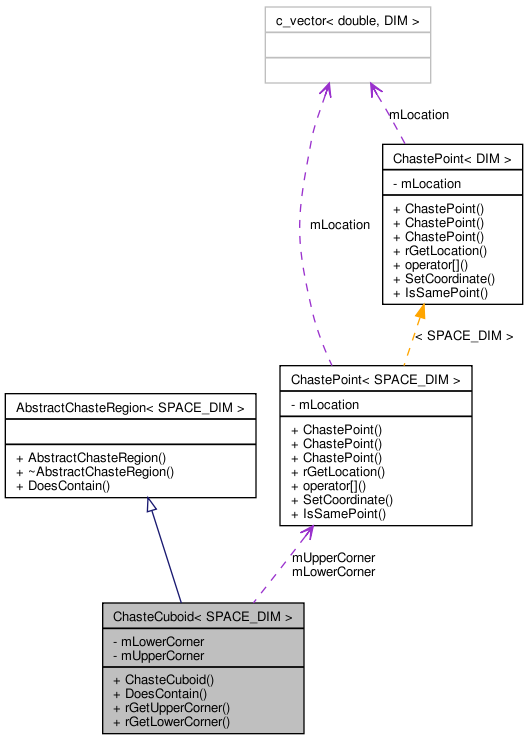 c_vector< double, DIM >
mLocation
ChastePoint< DIM >
- mLocation
+ ChastePoint()
+ ChastePoint()
+ ChastePoint()
+ rGetLocation()
+ operator[]()
+ SetCoordinate()
+ IsSamePoint()
mLocation
< SPACE_DIM >
ChastePoint< SPACE_DIM >
- mLocation
+ ChastePoint()
+ ChastePoint()
+ ChastePoint()
+ rGetLocation()
+ operator[]()
+ SetCoordinate()
+ IsSamePoint()
AbstractChasteRegion< SPACE_DIM >
+ AbstractChasteRegion()
+ ~AbstractChasteRegion()
+ DoesContain()
mUpperCorner
mLowerCorner
ChasteCuboid< SPACE_DIM >
- mLowerCorner
- mUpperCorner
+ ChasteCuboid()
+ DoesContain()
+ rGetUpperCorner()
+ rGetLowerCorner()